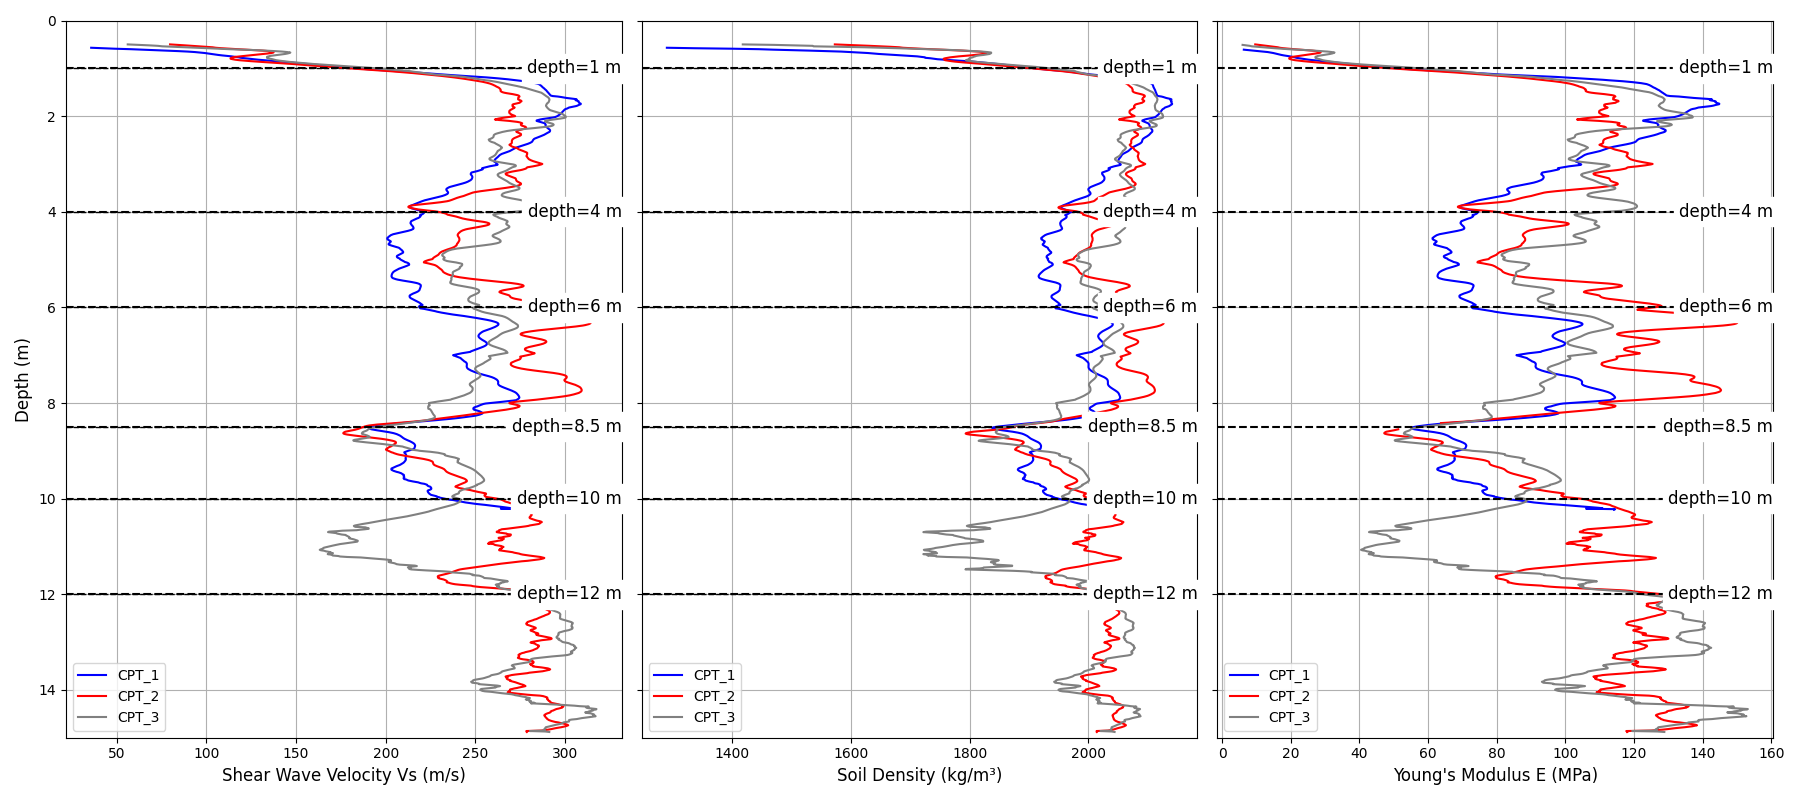 0
2
4
6
8
10
12
14
Depth (m)
depth=1 m
depth=4 m
depth=6 m
depth=8.5 m
depth=10 m
depth=12 m
CPT_1
CPT_2
CPT_3
50 100 150 200 250 300
Shear Wave Velocity Vs (m/s)
depth=1 m
depth=4 m
depth=6 m
depth=8.5 m
depth=10 m
depth=12 m
CPT_1
CPT_2
CPT_3
1400 1600 1800 2000
Soil Density (kg/m³)
depth=1 m
depth=4 m
depth=6 m
depth=8.5 m
depth=10 m
depth=12 m
CPT_1
CPT_2
CPT_3
0 20 40 60 80 100 120 140 160
Young's Modulus E (MPa)